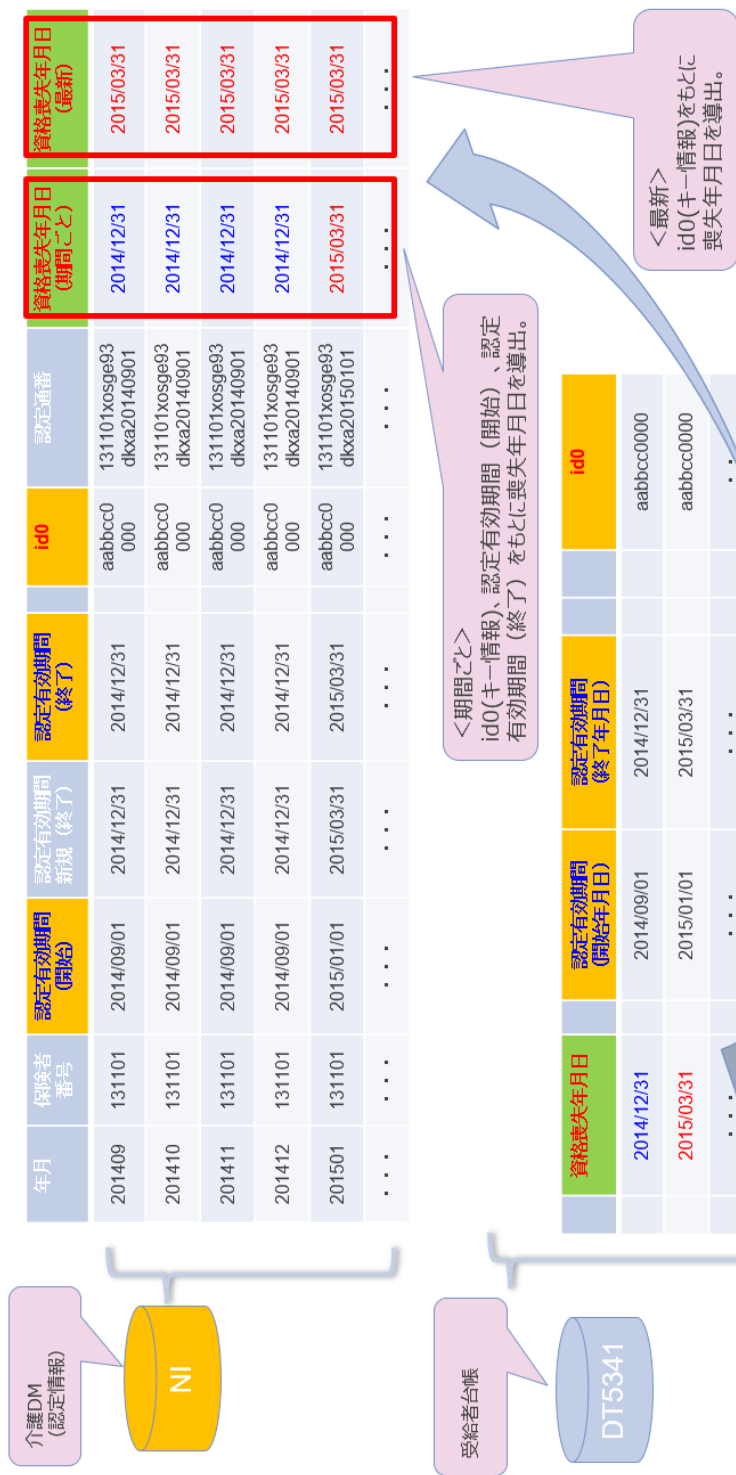 介護DM
(認定情報)
NI
年月 保険者番号 認定有効期間(開始) 認定有効期間新規（終了） 認定有効期間(終了) id0 認定通番 資格喪失年月日(期間ごと) 資格喪失年月日(最新)
201409 131101 2014/09/01 2014/12/31 2014/12/31 aabbcc0000 131101xosge93dkxa20140901 2014/12/31 2015/03/31
201410 131101 2014/09/01 2014/12/31 2014/12/31 aabbcc0000 131101xosge93dkxa20140901 2014/12/31 2015/03/31
201411 131101 2014/09/01 2014/12/31 2014/12/31 aabbcc0000 131101xosge93dkxa20140901 2014/12/31 2015/03/31
201412 131101 2014/09/01 2014/12/31 2014/12/31 aabbcc0000 131101xosge93dkxa20140901 2014/12/31 2015/03/31
201501 131101 2015/01/01 2015/03/31 2015/03/31 aabbcc0000 131101xosge93dkxa20150101 2015/03/31 2015/03/31
･･･ ･･･ ･･･ ･･･ ･･･ ･･･ ･･･ ･･･ ･･･
＜期間ごと＞
id0(キー情報)、認定有効期間（開始）、認定
有効期間（終了）をもとに喪失年月日を導出。
＜最新＞
id0(キー情報)をもとに
喪失年月日を導出。
受給者台帳
DT5341
資格喪失年月日 認定有効期間(開始年月日) 認定有効期間(終了年月日) id0
2014/12/31 2014/09/01 2014/12/31 aabbcc0000
2015/03/31 2015/01/01 2015/03/31 aabbcc0000
･･･ ･･･ ･･･ ･･･